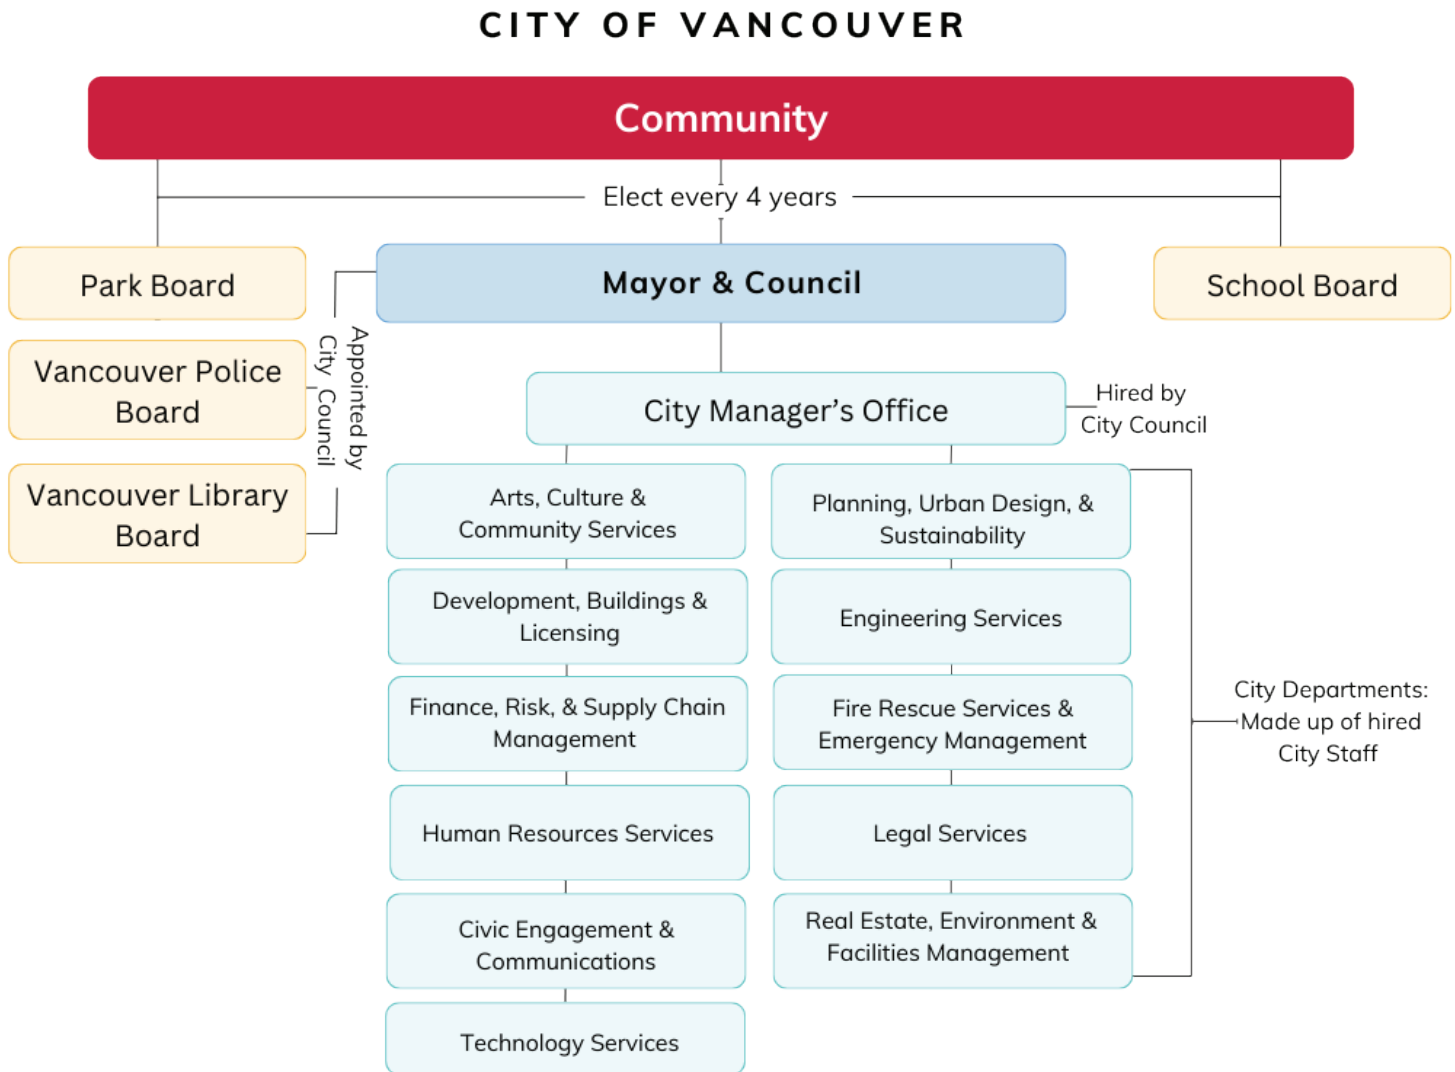 CITY OF VANCOUVER
Community
Elect every 4 years
Park Board
Mayor & Council
School Board
Vancouver Police
Board
Appointed by
City Council
City Manager’s Office
Hired by
City Council
Vancouver Library
Board
Arts, Culture &
Community Services
Planning, Urban Design, &
Sustainability
Development, Buildings &
Licensing
Engineering Services
Finance, Risk, & Supply Chain
Management
Fire Rescue Services &
Emergency Management
City Departments:
Made up of hired
City Staff
Human Resources Services
Legal Services
Civic Engagement &
Communications
Real Estate, Environment &
Facilities Management
Technology Services